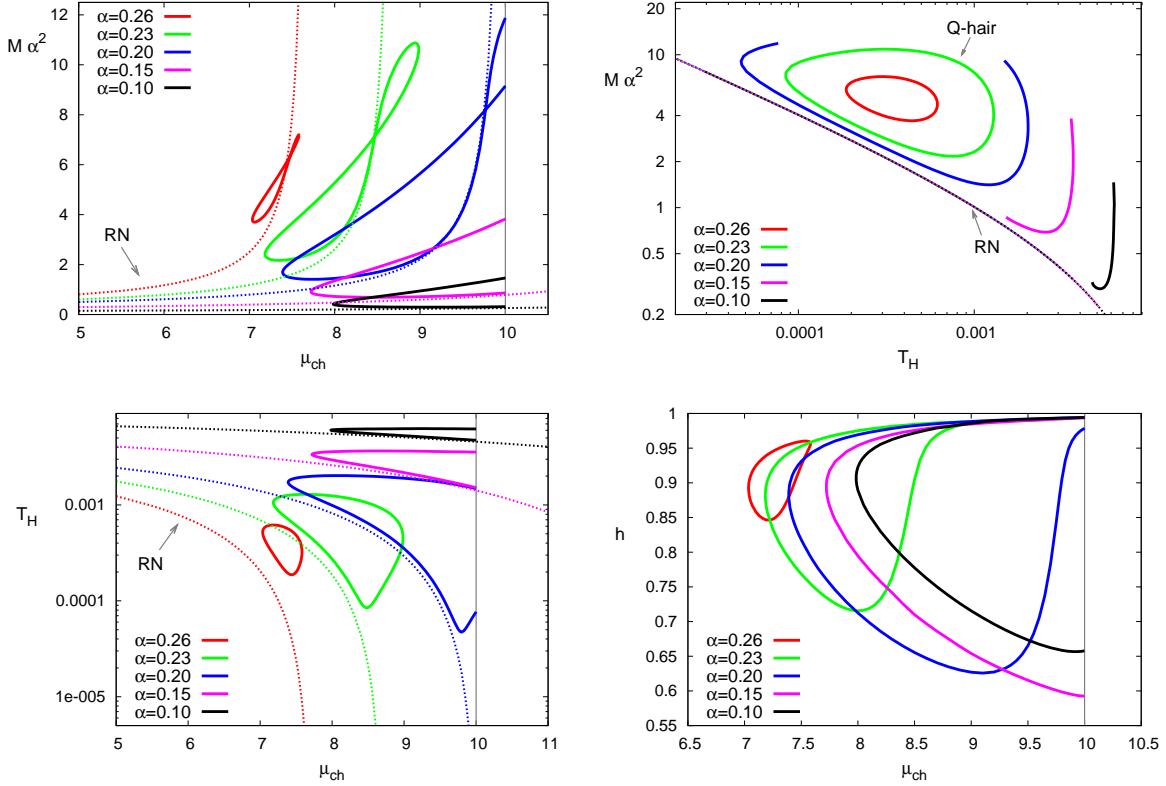 M α²
12
10
8
6
4
2
0
5
6
7
8
9
10
μch
α=0.26
α=0.23
α=0.20
α=0.15
α=0.10
RN
M α²
20
10
4
2
1
0.5
0.2
0.0001
0.001
TH
Q-hair
RN
α=0.26
α=0.23
α=0.20
α=0.15
α=0.10
TH
0.001
0.0001
1e-005
5
6
7
8
9
10
11
μch
RN
α=0.26
α=0.23
α=0.20
α=0.15
α=0.10
h
1
0.95
0.9
0.85
0.8
0.75
0.7
0.65
0.6
0.55
6.5
7
7.5
8
8.5
9
9.5
10
10.5
μch
α=0.26
α=0.23
α=0.20
α=0.15
α=0.10